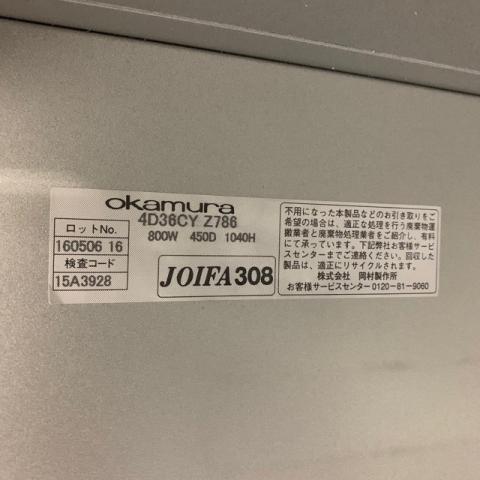 okamura
4D36CY Z786
800W 450D 1040H
ロットNo.
160506 16
検査コード
15A3928
JOIFA308
不用になった本製品などのお引き取りをご
希望の場合は、適正な処理を行う廃棄物運
搬業者と廃棄物処理業者をご紹介し、有料
にて承っています。下記弊社お客様サービ
スセンターまでご連絡ください。回収した
製品は、適正にリサイクルされます。
株式会社 岡村製作所
お客様サービスセンター 0120-81-9060